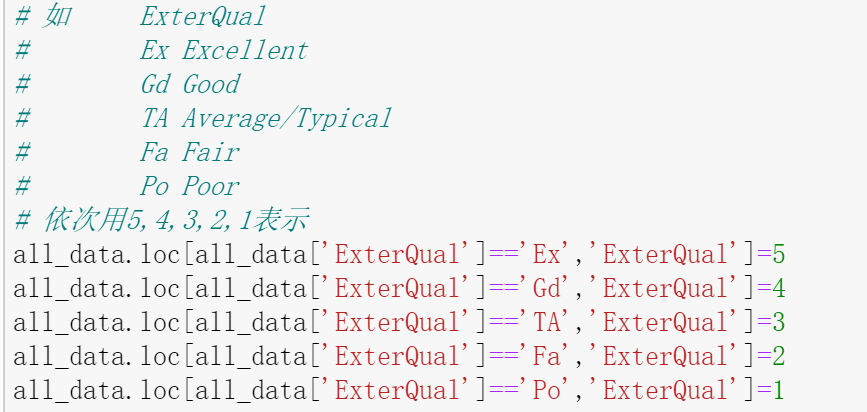 # 如     ExterQual
#        Ex Excellent
#        Gd Good
#        TA Average/Typical
#        Fa Fair
#        Po Poor
# 依次用5,4,3,2,1表示
all_data.loc[all_data['ExterQual']=='Ex','ExterQual']=5
all_data.loc[all_data['ExterQual']=='Gd','ExterQual']=4
all_data.loc[all_data['ExterQual']=='TA','ExterQual']=3
all_data.loc[all_data['ExterQual']=='Fa','ExterQual']=2
all_data.loc[all_data['ExterQual']=='Po','ExterQual']=1